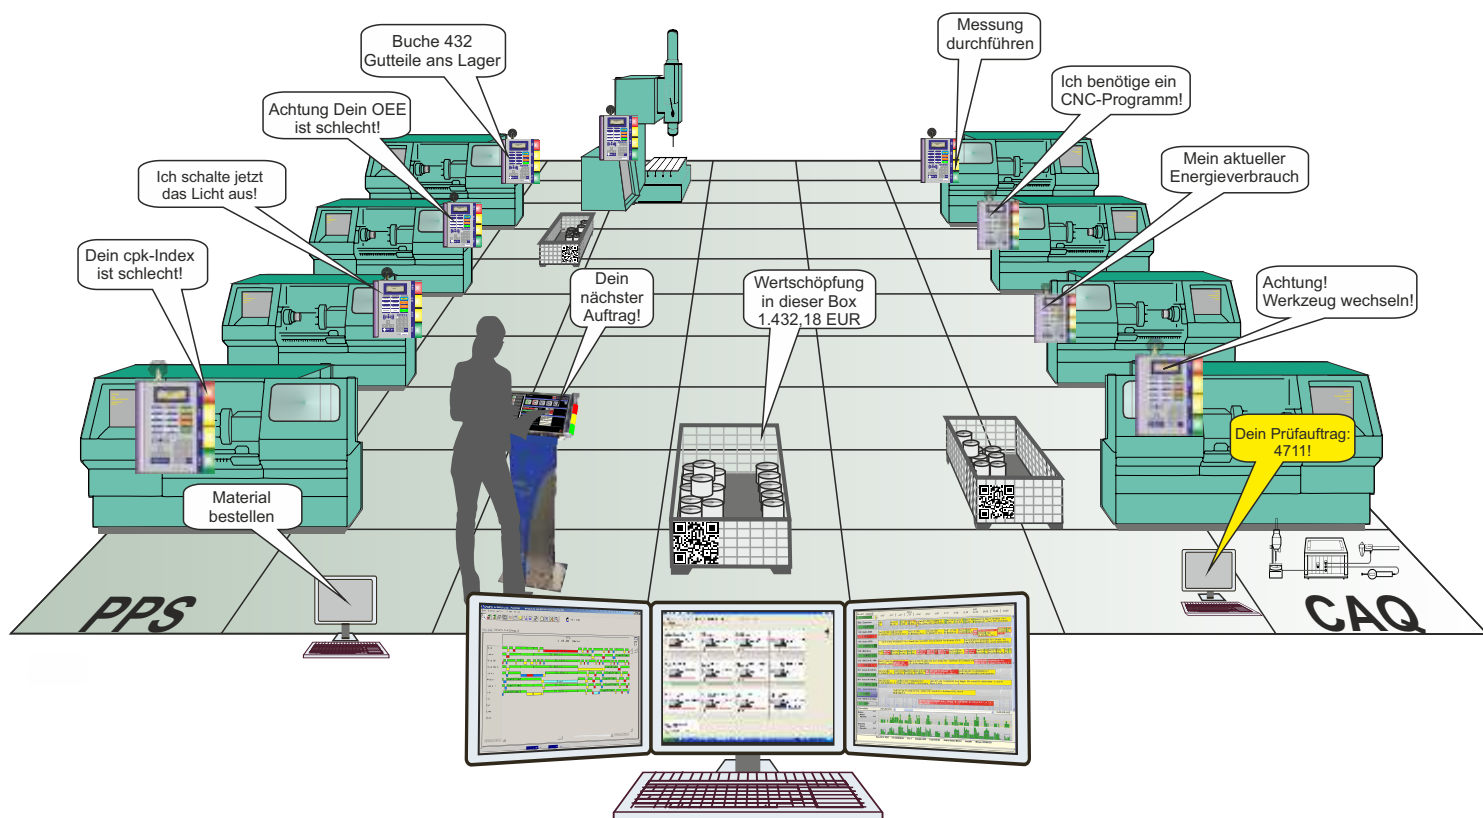 Buche 432
Gutteile ans Lager
Messung
durchführen
Ich benötige ein
CNC-Programm!
Achtung Dein OEE
ist schlecht!
Mein aktueller
Energieverbrauch
Ich schalte jetzt
das Licht aus!
Dein cpk-Index
ist schlecht!
Dein
nächster
Auftrag!
Wertschöpfung
in dieser Box
1.432,18 EUR
Achtung!
Werkzeug wechseln!
Dein Prüfauftrag:
4711!
Material
bestellen
PPS
CAQ